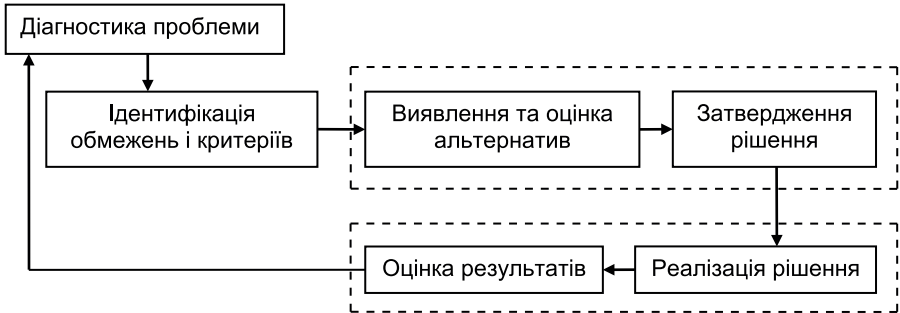 Діагностика проблеми
Ідентифікація
обмежень і критеріїв
Виявлення та оцінка
альтернатив
Затвердження
рішення
Реалізація рішення
Оцінка результатів